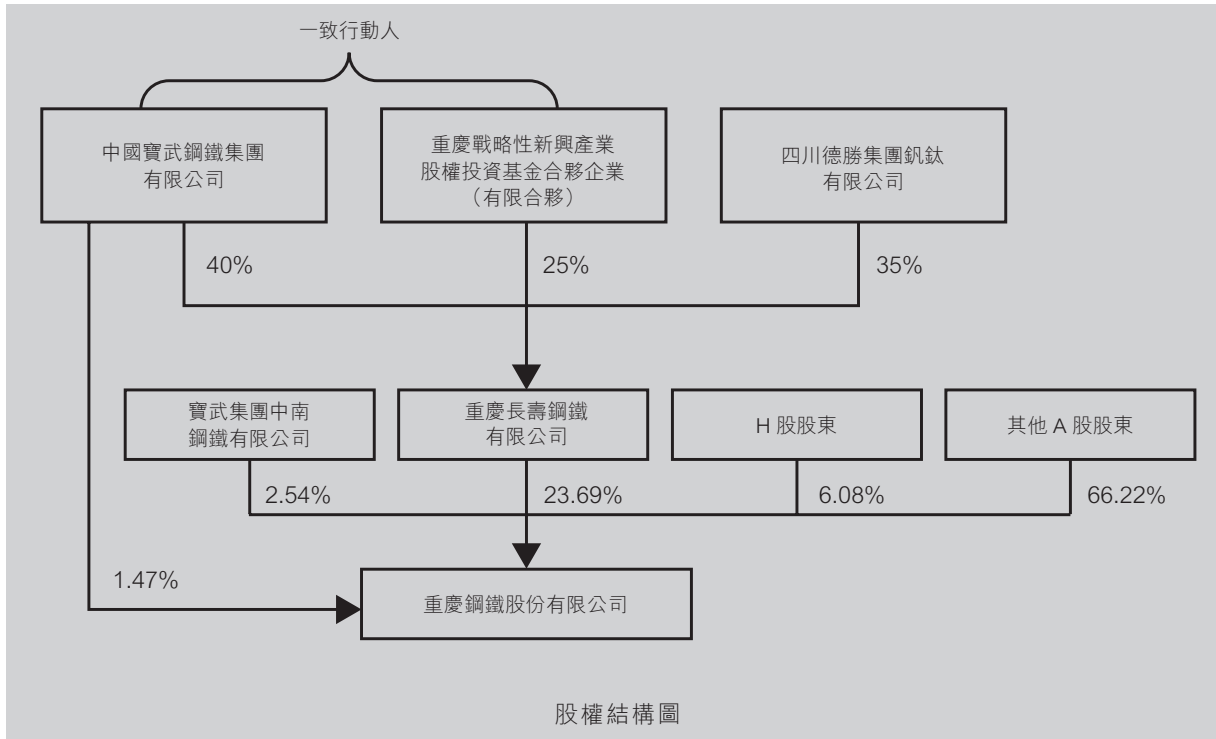 一致行動人
中國寶武鋼鐵集團
有限公司
重慶戰略性新興產業
股權投資基金合夥企業
（有限合夥）
四川德勝集團釩鈦
有限公司
40%
25%
35%
寶武集團中南
鋼鐵有限公司
重慶長壽鋼鐵
有限公司
H 股股東
其他 A 股股東
2.54%
23.69%
6.08%
66.22%
1.47%
重慶鋼鐵股份有限公司
股權結構圖